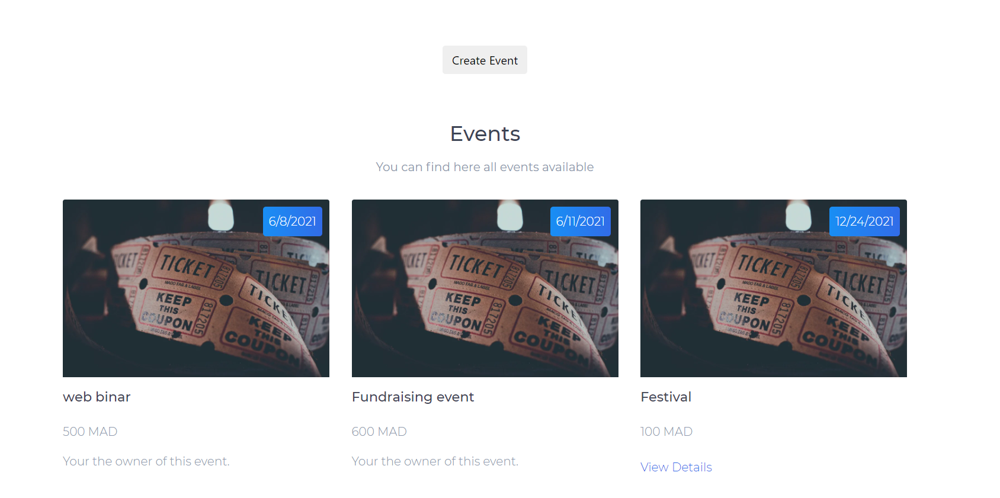 Create Event
Events
You can find here all events available
6/8/2021
6/11/2021
12/24/2021
TICKET
TICKET
KEEP
THIS
COUPON
817205
TICKET
KEEP
THIS
COUPON
TICKET
TICKET
KEEP
THIS
COUPON
817205
TICKET
KEEP
THIS
COUPON
TICKET
TICKET
KEEP
THIS
COUPON
817205
TICKET
KEEP
THIS
COUPON
web binar
Fundraising event
Festival
500 MAD
600 MAD
100 MAD
Your the owner of this event.
Your the owner of this event.
View Details